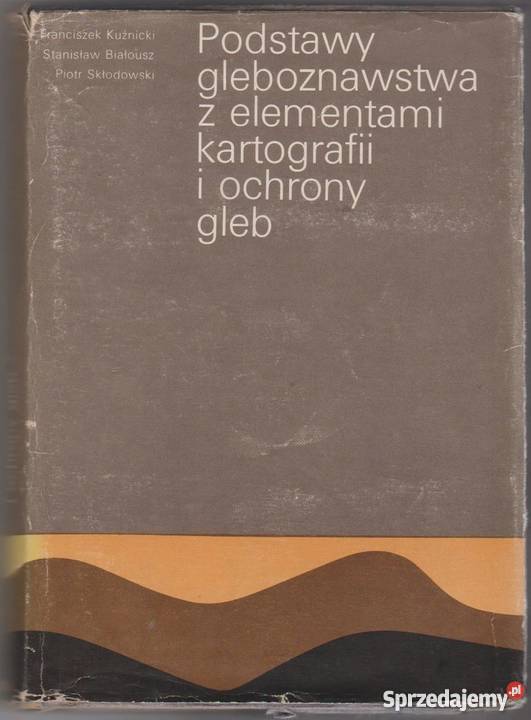 Franciszek Kuźnicki
Stanisław Białousz
Piotr Skłodowski
Podstawy
gleboznawstwa
z elementami
kartografii
i ochrony
gleb
Sprzedajemy.pl